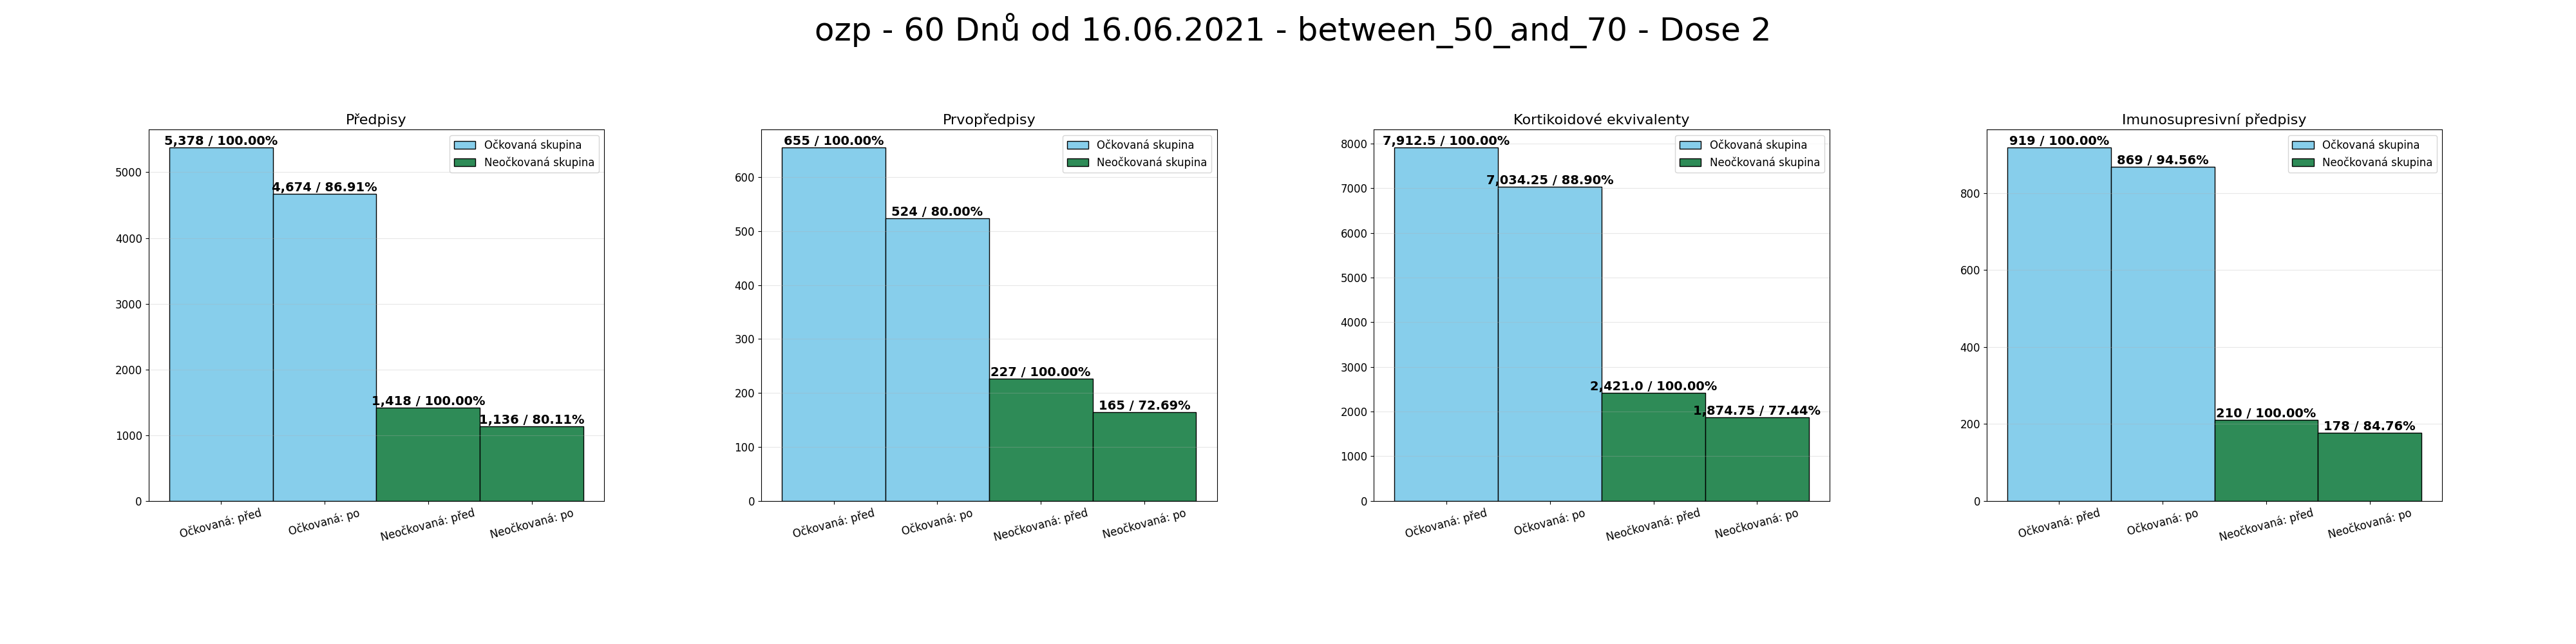 ozp - 60 Dnů od 16.06.2021 - between_50_and_70 - Dose 2
Předpisy
5,378 / 100.00%
4,674 / 86.91%
1,418 / 100.00%
1,136 / 80.11%
Očkovaná skupina
Neočkovaná skupina
5000
4000
3000
2000
1000
0
Očkovaná: před
Očkovaná: po
Neočkovaná: před
Neočkovaná: po
Prvopředpisy
655 / 100.00%
524 / 80.00%
227 / 100.00%
165 / 72.69%
Očkovaná skupina
Neočkovaná skupina
600
500
400
300
200
100
0
Očkovaná: před
Očkovaná: po
Neočkovaná: před
Neočkovaná: po
Kortikoidové ekvivalenty
7,912.5 / 100.00%
7,034.25 / 88.90%
2,421.0 / 100.00%
1,874.75 / 77.44%
Očkovaná skupina
Neočkovaná skupina
8000
7000
6000
5000
4000
3000
2000
1000
0
Očkovaná: před
Očkovaná: po
Neočkovaná: před
Neočkovaná: po
Imunosupresivní předpisy
919 / 100.00%
869 / 94.56%
210 / 100.00%
178 / 84.76%
Očkovaná skupina
Neočkovaná skupina
800
600
400
200
0
Očkovaná: před
Očkovaná: po
Neočkovaná: před
Neočkovaná: po